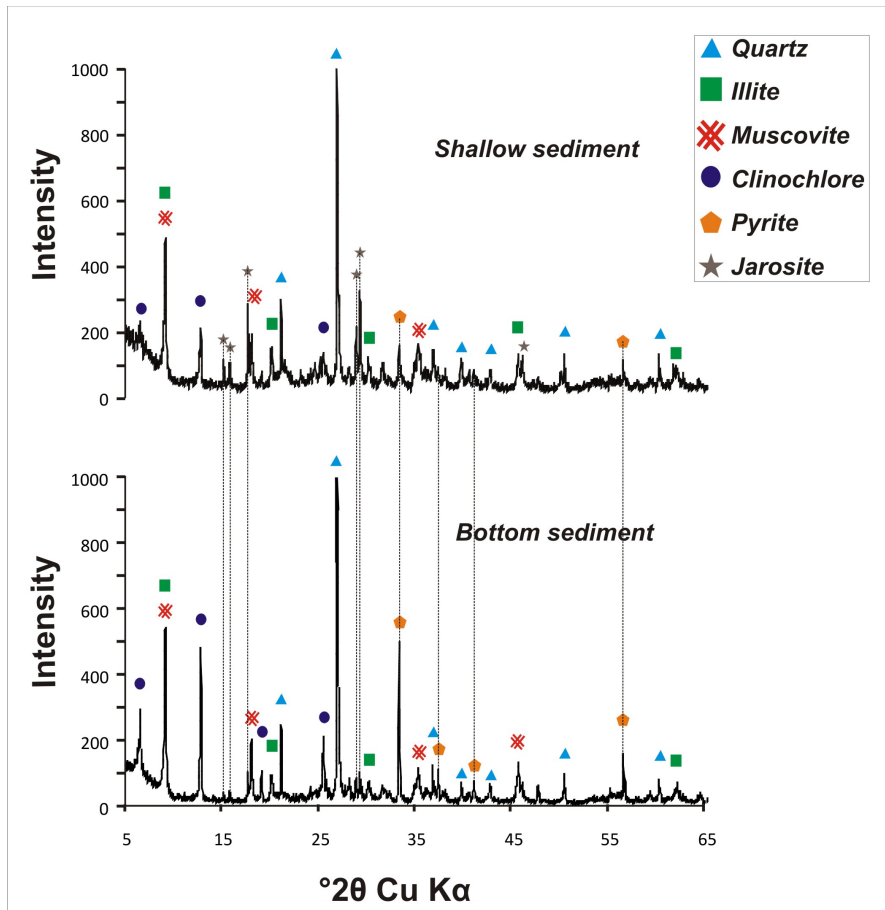 Quartz
Illite
Muscovite
Clinochlore
Pyrite
Jarosite
Shallow sediment
Intensity
1000
800
600
400
200
0
Bottom sediment
Intensity
1000
800
600
400
200
0
5 15 25 35 45 55 65
°2θ Cu Kα